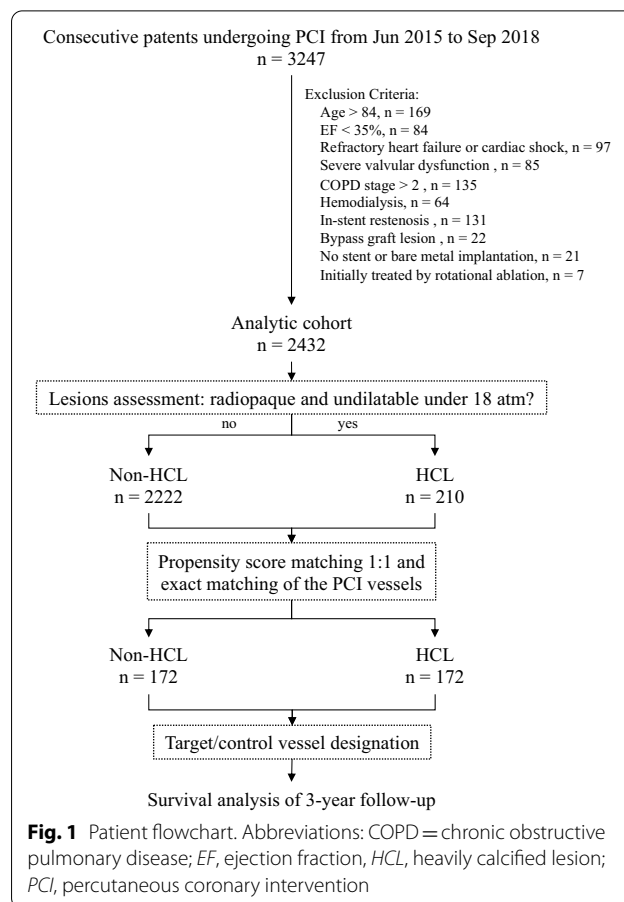 Consecutive patents undergoing PCI from Jun 2015 to Sep 2018
n = 3247
Exclusion Criteria:
Age > 84, n = 169
EF < 35%, n = 84
Refractory heart failure or cardiac shock, n = 97
Severe valvular dysfunction , n = 85
COPD stage > 2 , n = 135
Hemodialysis, n = 64
In-stent restenosis , n = 131
Bypass graft lesion , n = 22
No stent or bare metal implantation, n = 21
Initially treated by rotational ablation, n = 7
Analytic cohort
n = 2432
Lesions assessment: radiopaque and undilatable under 18 atm?
no yes
Non-HCL HCL
n = 2222 n = 210
Propensity score matching 1:1 and
exact matching of the PCI vessels
Non-HCL HCL
n = 172 n = 172
Target/control vessel designation
Survival analysis of 3-year follow-up
Fig. 1 Patient flowchart. Abbreviations: COPD = chronic obstructive
pulmonary disease; EF, ejection fraction, HCL, heavily calcified lesion;
PCI, percutaneous coronary intervention